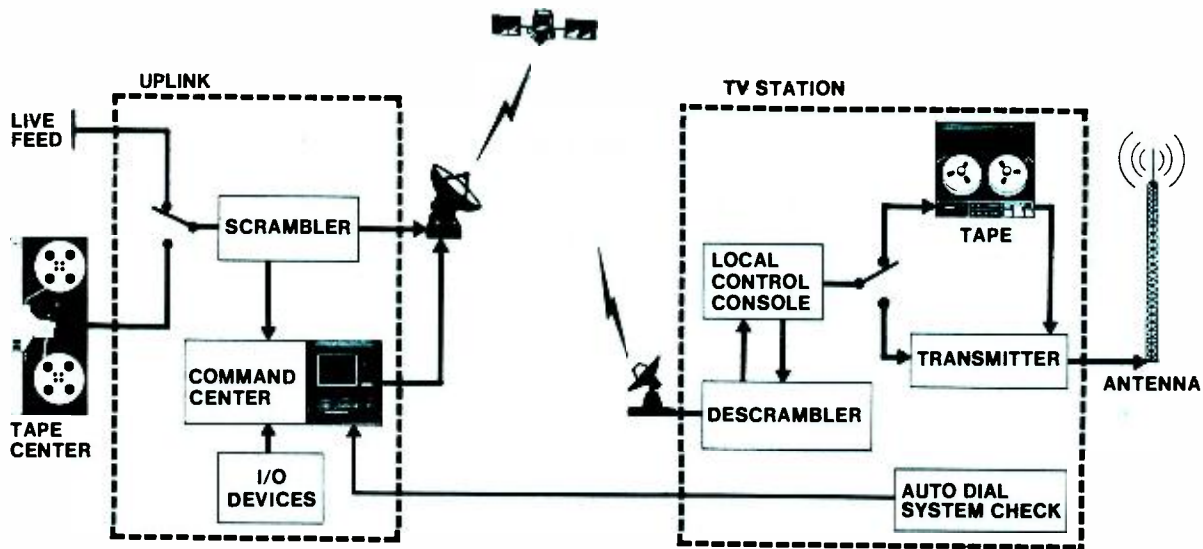 UPLINK
LIVE
FEED
SCRAMBLER
COMMAND
CENTER
I/O
DEVICES
TAPE
CENTER
TV STATION
TAPE
LOCAL
CONTROL
CONSOLE
TRANSMITTER
DESCRAMBLER
ANTENNA
AUTO DIAL
SYSTEM CHECK